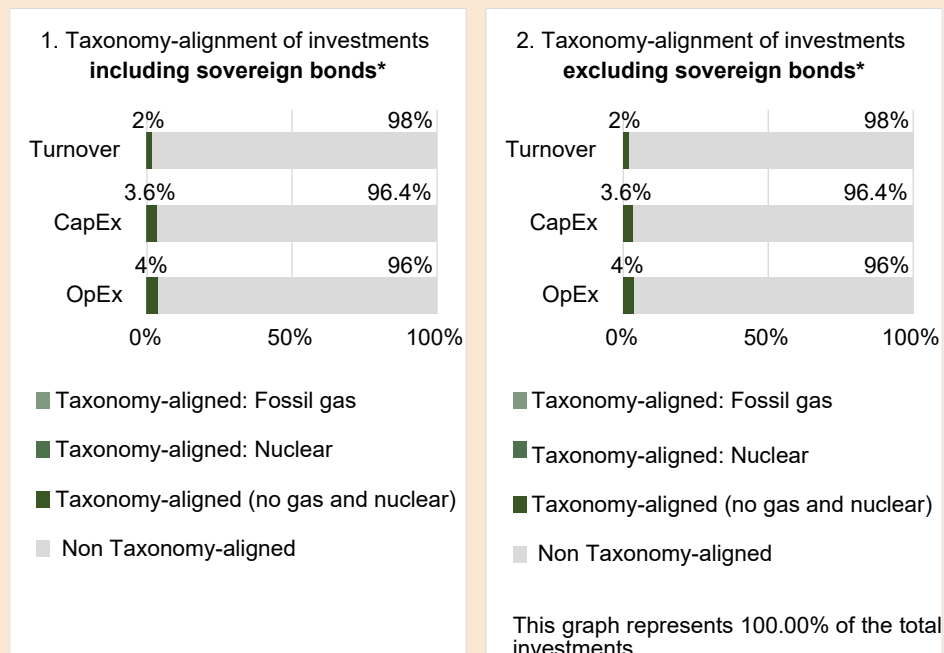 1. Taxonomy-alignment of investments
including sovereign bonds*
2% 98%
Turnover
3.6% 96.4%
CapEx
4% 96%
OpEx
0% 50% 100%
Taxonomy-aligned: Fossil gas
Taxonomy-aligned: Nuclear
Taxonomy-aligned (no gas and nuclear)
Non Taxonomy-aligned
2. Taxonomy-alignment of investments
excluding sovereign bonds*
2% 98%
Turnover
3.6% 96.4%
CapEx
4% 96%
OpEx
0% 50% 100%
Taxonomy-aligned: Fossil gas
Taxonomy-aligned: Nuclear
Taxonomy-aligned (no gas and nuclear)
Non Taxonomy-aligned
This graph represents 100.00% of the total
investments